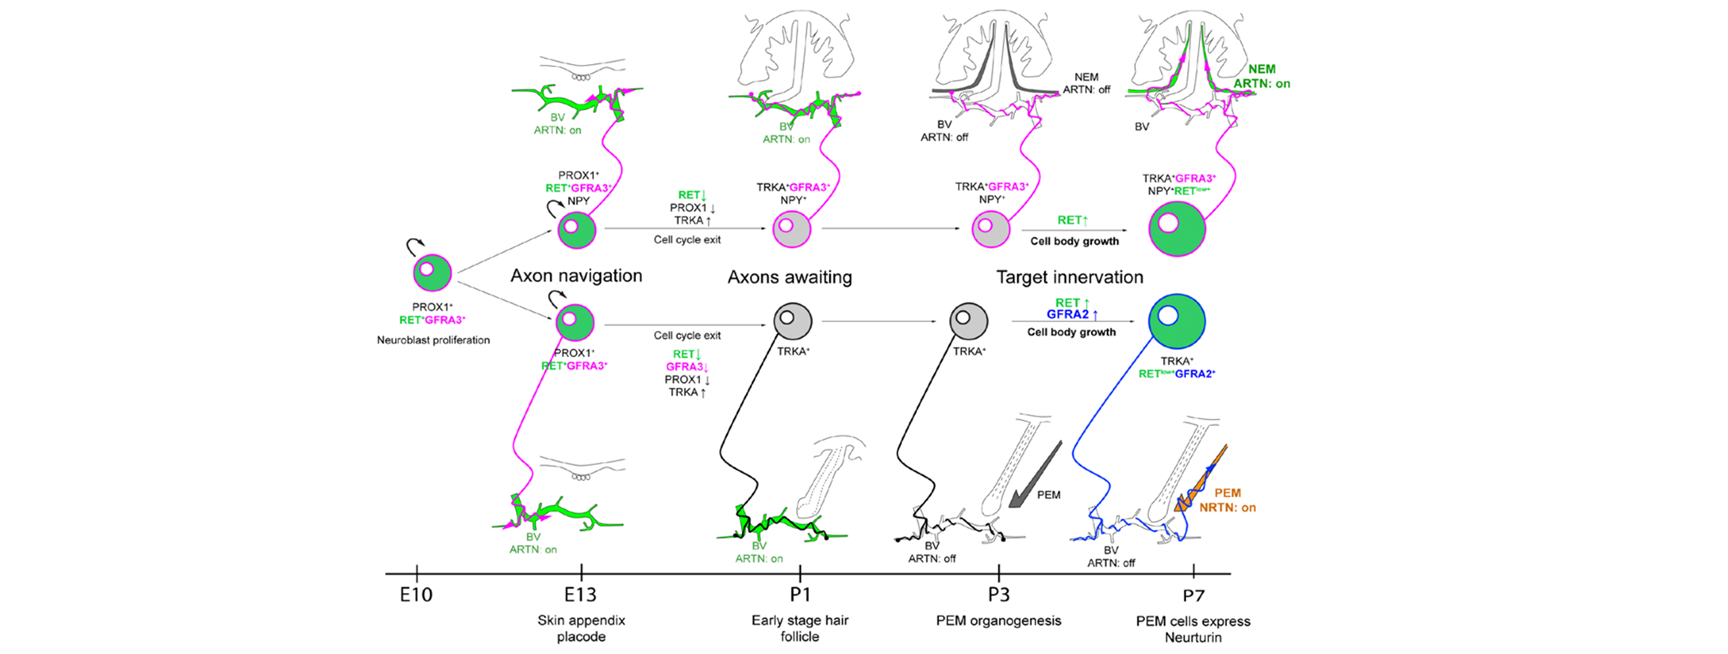 NEM
ARTN: off
NEM
ARTN: on
BV
ARTN: on
BV
ARTN: on
BV
ARTN: off
BV
PROX1⁺
RET⁺GFRA3⁺
NPY
RET↓
PROX1↓
TRKA↑
Cell cycle exit
TRKA⁺GFRA3⁺
NPY⁺
TRKA⁺GFRA3⁺
NPY⁺
RET↑
Cell body growth
TRKA⁺GFRA3⁺
NPY⁺RETˡᵒʷ⁺
Axon navigation
Axons awaiting
Target innervation
PROX1⁺
RET⁺GFRA3⁺
Neuroblast proliferation
PROX1⁺
RET⁺GFRA3⁺
Cell cycle exit
RET↓
GFRA3↓
PROX1↓
TRKA↑
TRKA⁺
TRKA⁺
RET ↑
GFRA2 ↑
Cell body growth
TRKA⁺
RETˡᵒʷ⁺GFRA2⁺
PEM
PEM
NRTN: on
BV
ARTN: on
BV
ARTN: on
BV
ARTN: off
BV
ARTN: off
E10
E13
P1
P3
P7
Skin appendix
placode
Early stage hair
follicle
PEM organogenesis
PEM cells express
Neurturin